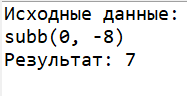 Исходные данные:
subb(0, -8)
Результат: 7